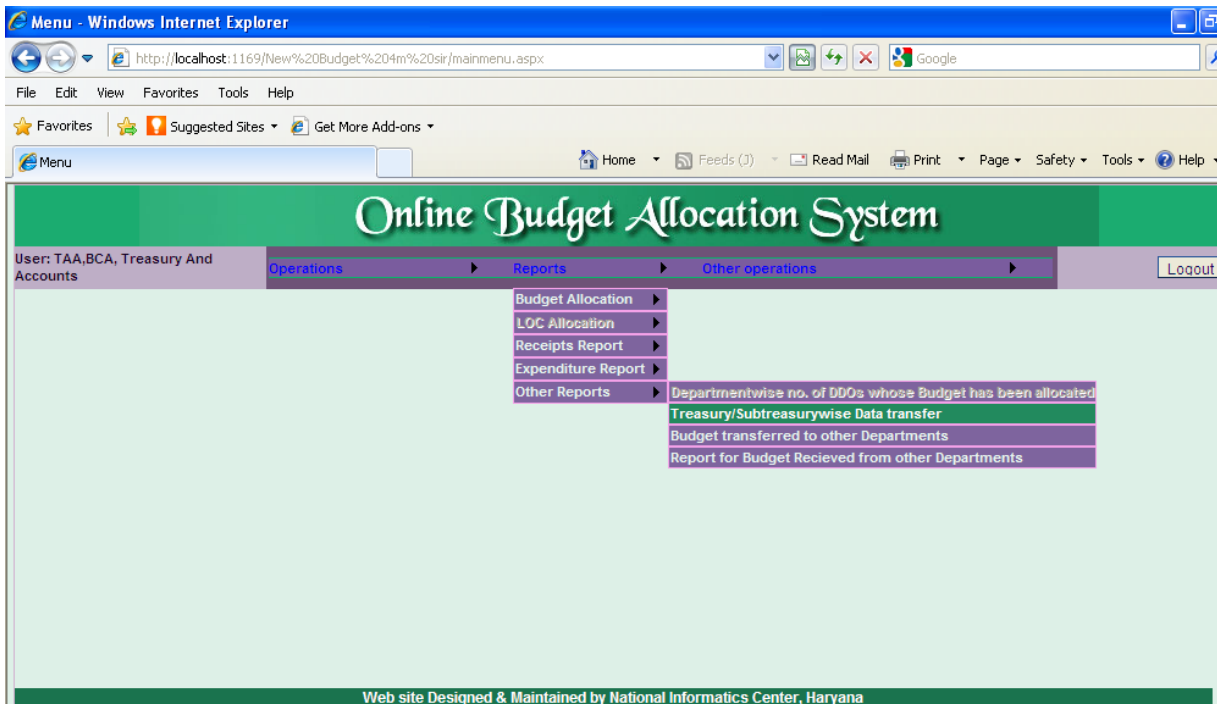 Menu - Windows Internet Explorer
http://localhost:1169/New%20Budget%204m%20sir/mainmenu.aspx
Google
File Edit View Favorites Tools Help
Favorites Suggested Sites Get More Add-ons
Menu Home Feeds (J) Read Mail Print Page Safety Tools Help
Online Budget Allocation System
User: TAA,BCA, Treasury And
Accounts
Operations Reports Other operations Logout
Budget Allocation
LOC Allocation
Receipts Report
Expenditure Report
Other Reports
Departmentwise no. of DDOs whose Budget has been allocated
Treasury/Subtreasurywise Data transfer
Budget transferred to other Departments
Report for Budget Recieved from other Departments
Web site Designed & Maintained by National Informatics Center, Haryana